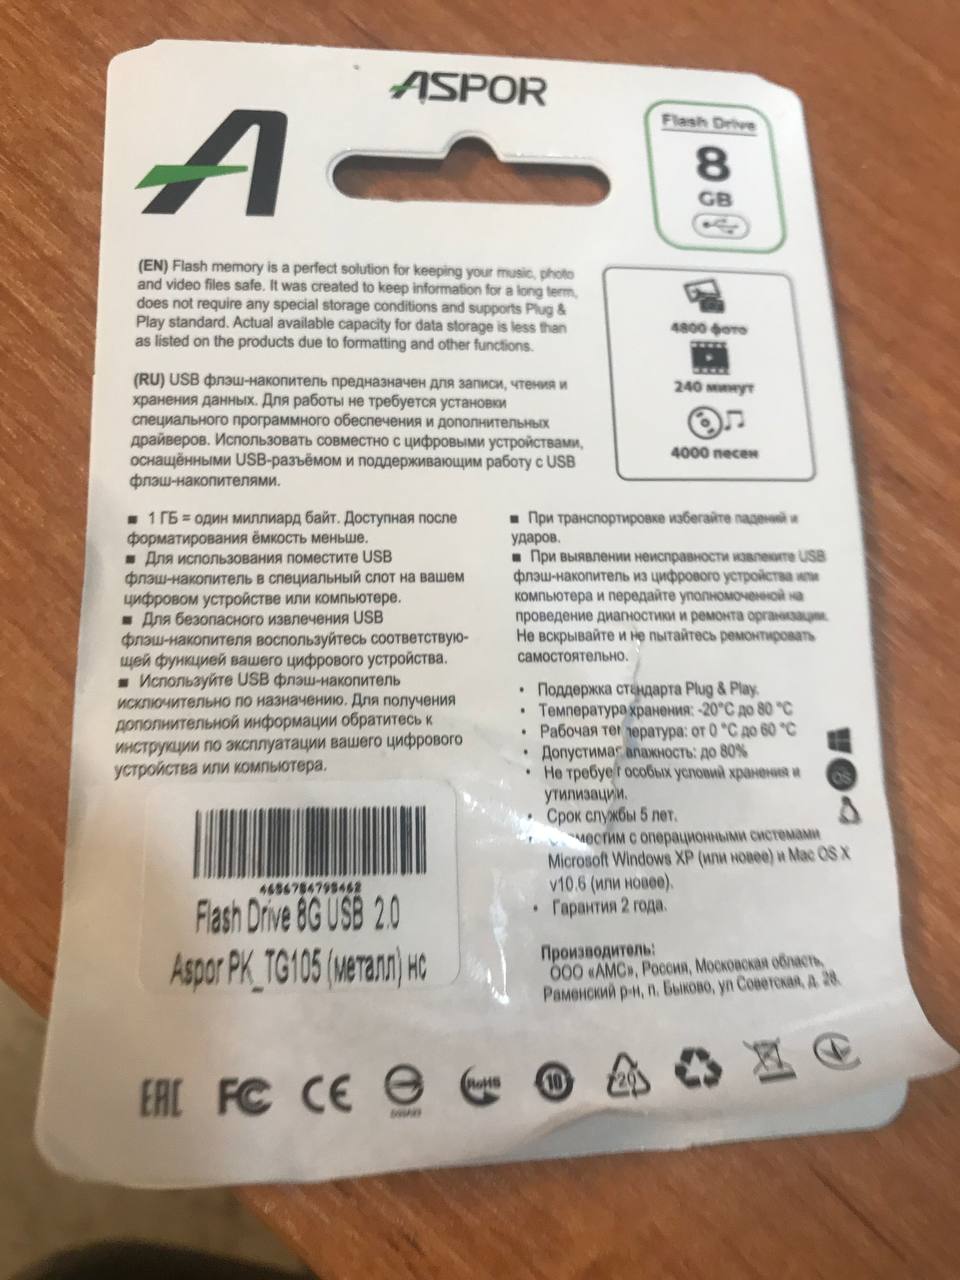 ASPOR
Flash Drive
8
GB
(EN) Flash memory is a perfect solution for keeping your music, photo
and video files safe. It was created to keep information for a long term,
does not require any special storage conditions and supports Plug &
Play standard. Actual available capacity for data storage is less than
as listed on the products due to formatting and other functions.
4800 фото
240 минут
4000 песен
(RU) USB флэш-накопитель предназначен для записи, чтения и
хранения данных. Для работы не требуется установки
специального программного обеспечения и дополнительных
драйверов. Использовать совместно с цифровыми устройствами,
оснащёнными USB-разъёмом и поддерживающим работу с USB
флэш-накопителями.
■ 1 ГБ = один миллиард байт. Доступная после
форматирования ёмкость меньше.
■ Для использования поместите USB
флэш-накопитель в специальный слот на вашем
цифровом устройстве или компьютере.
■ Для безопасного извлечения USB
флэш-накопителя воспользуйтесь соответствую-
щей функцией вашего цифрового устройства.
■ Используйте USB флэш-накопитель
исключительно по назначению. Для получения
дополнительной информации обратитесь к
инструкции по эксплуатации вашего цифрового
устройства или компьютера.
■ При транспортировке избегайте падений и
ударов.
■ При выявлении неисправности извлеките USB
флэш-накопитель из цифрового устройства или
компьютера и передайте уполномоченной на
проведение диагностики и ремонта организации.
Не вскрывайте и не пытайтесь ремонтировать
самостоятельно.
• Поддержка стандарта Plug & Play.
• Температура хранения: -20°C до 80 °C
• Рабочая температура: от 0 °C до 60 °C
• Допустимая влажность: до 80%
• Не требует особых условий хранения и
утилизации.
• Срок службы 5 лет.
• Совместим с операционными системами
Microsoft Windows XP (или новее) и Mac OS X
v10.6 (или новее).
• Гарантия 2 года.
OS
4656784798462
Flash Drive 8G USB 2.0
Aspor PK_TG105 (металл) нс
Производитель:
ООО «АМС», Россия, Московская область,
Раменский р-н, п. Быково, ул Советская, д. 28.
EAC FC CE RoHS 10 20